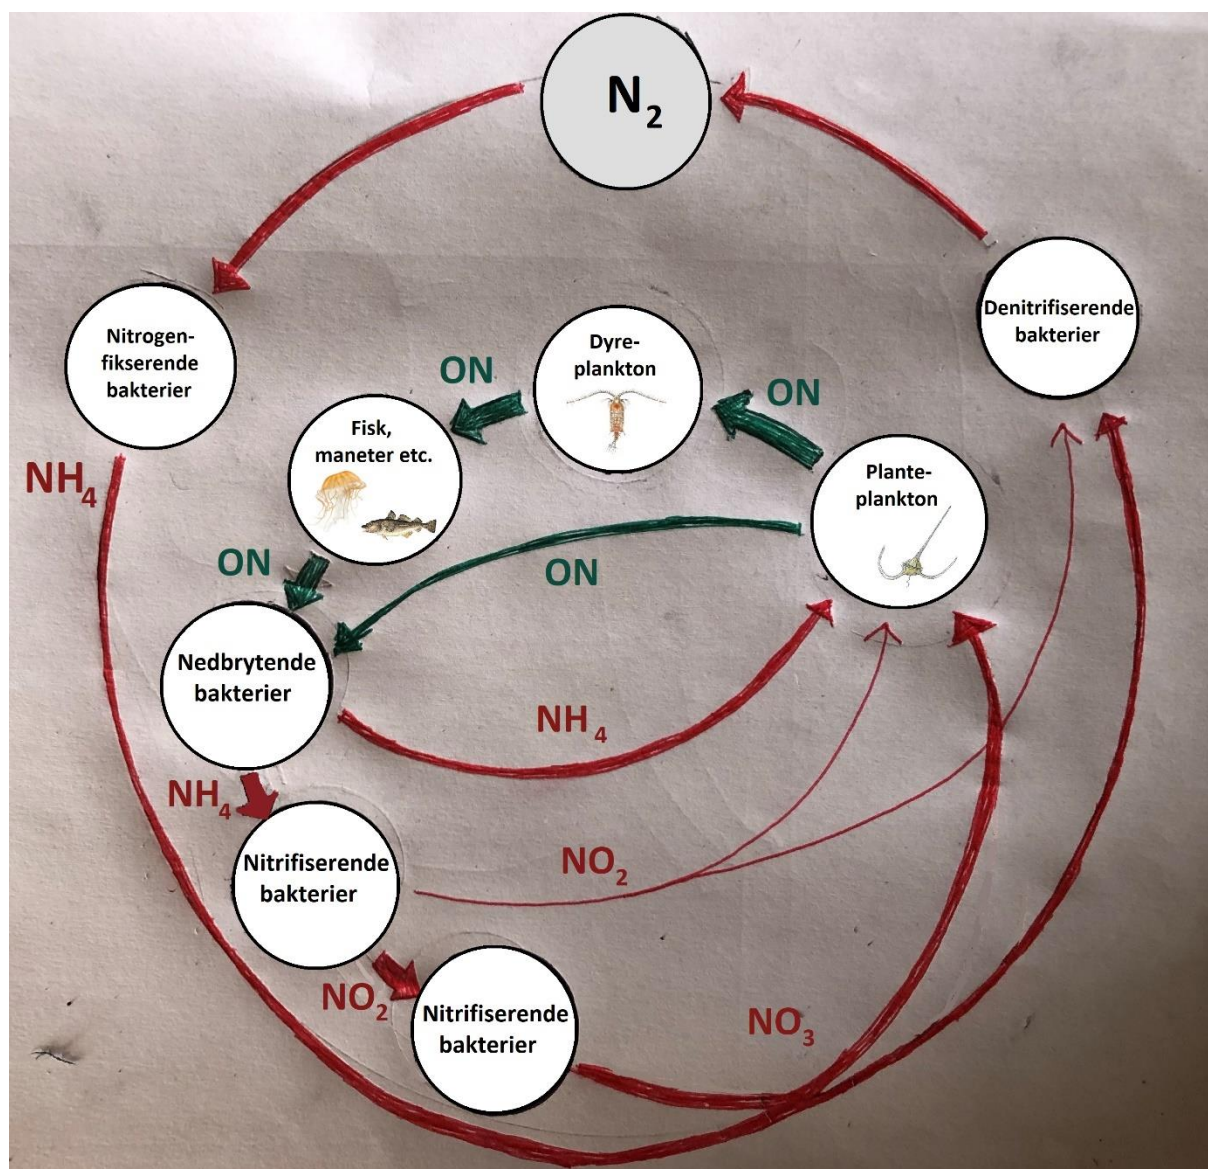 N₂
Denitrifiserende
bakterier
Nitrogen-
fikserende
bakterier
Dyre-
plankton
ON
ON
Fisk,
maneter etc.
Plante-
plankton
NH₄
ON
ON
Nedbrytende
bakterier
NH₄
NH₄
Nitrifiserende
bakterier
NO₂
NO₂
Nitrifiserende
bakterier
NO₃